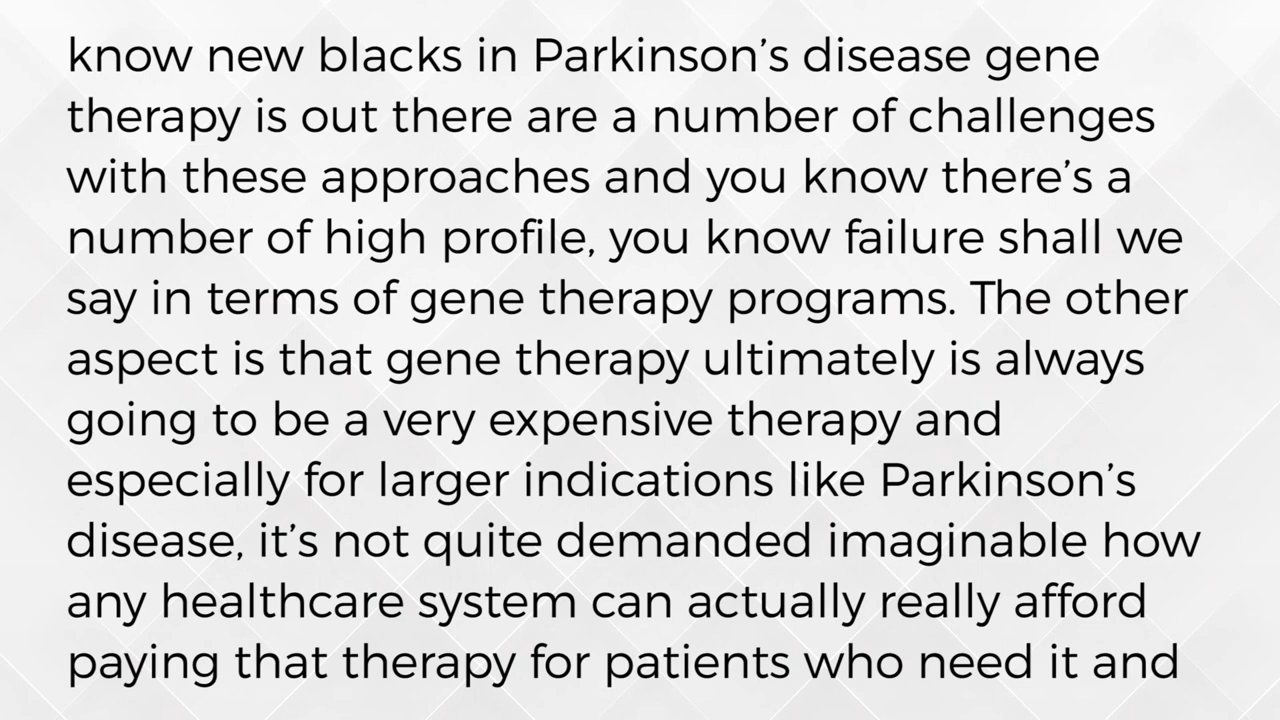 know new blacks in Parkinson’s disease gene
therapy is out there are a number of challenges
with these approaches and you know there’s a
number of high profile, you know failure shall we
say in terms of gene therapy programs. The other
aspect is that gene therapy ultimately is always
going to be a very expensive therapy and
especially for larger indications like Parkinson’s
disease, it’s not quite demanded imaginable how
any healthcare system can actually really afford
paying that therapy for patients who need it and